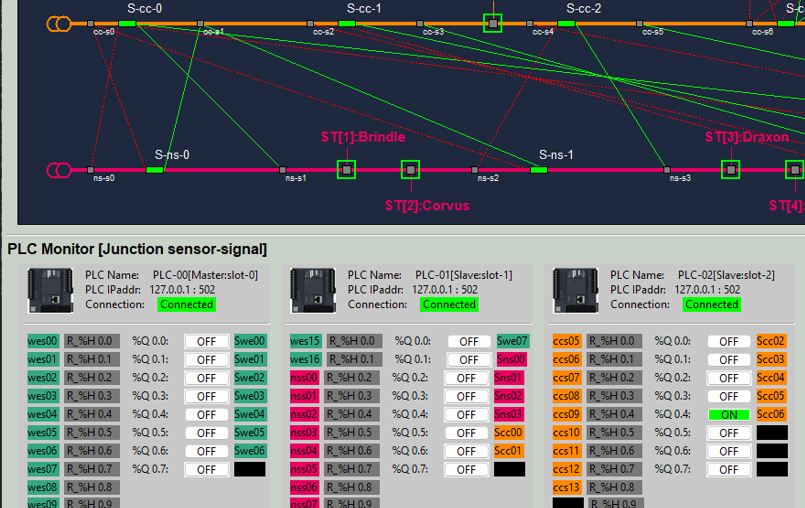 S-cc-0 S-cc-1 S-cc-2 S-c
cc-s0 cc-s1 cc-s2 cc-s3 cc-s4 cc-s5 cc-s6
ST[1]:Brindle ST[3]:Draxon
S-ns-0 S-ns-1
ns-s0 ns-s1 ns-s2 ns-s3
ST[2]:Corvus ST[4]:
PLC Monitor [Junction sensor-signal]
PLC Name: PLC-00[Master:slot-0] PLC Name: PLC-01[Slave:slot-1] PLC Name: PLC-02[Slave:slot-2]
PLC IPaddr: 127.0.0.1 : 502 PLC IPaddr: 127.0.0.1 : 502 PLC IPaddr: 127.0.0.1 : 502
Connection: Connected Connection: Connected Connection: Connected
wes00 R_%H 0.0 %Q 0.0: OFF Swe00 wes15 R_%H 0.0 %Q 0.0: OFF Swe07 ccs05 R_%H 0.0 %Q 0.0: OFF Scc02
wes01 R_%H 0.1 %Q 0.1: OFF Swe01 wes16 R_%H 0.1 %Q 0.1: OFF Sns00 ccs06 R_%H 0.1 %Q 0.1: OFF Scc03
wes02 R_%H 0.2 %Q 0.2: OFF Swe02 nss00 R_%H 0.2 %Q 0.2: OFF Sns01 ccs07 R_%H 0.2 %Q 0.2: OFF Scc04
wes03 R_%H 0.3 %Q 0.3: OFF Swe03 nss01 R_%H 0.3 %Q 0.3: OFF Sns02 ccs08 R_%H 0.3 %Q 0.3: OFF Scc05
wes04 R_%H 0.4 %Q 0.4: OFF Swe04 nss02 R_%H 0.4 %Q 0.4: OFF Sns03 ccs09 R_%H 0.4 %Q 0.4: ON Scc06
wes05 R_%H 0.5 %Q 0.5: OFF Swe05 nss03 R_%H 0.5 %Q 0.5: OFF Scc00 ccs10 R_%H 0.5 %Q 0.5: OFF
wes06 R_%H 0.6 %Q 0.6: OFF Swe06 nss04 R_%H 0.6 %Q 0.6: OFF Scc01 ccs11 R_%H 0.6 %Q 0.6: OFF
wes07 R_%H 0.7 %Q 0.7: OFF nss05 R_%H 0.7 %Q 0.7: OFF ccs12 R_%H 0.7 %Q 0.7: OFF
wes08 R_%H 0.8 nss06 R_%H 0.8 ccs13 R_%H 0.8
wes09 R_%H 0.9 nss07 R_%H 0.9 R_%H 0.9